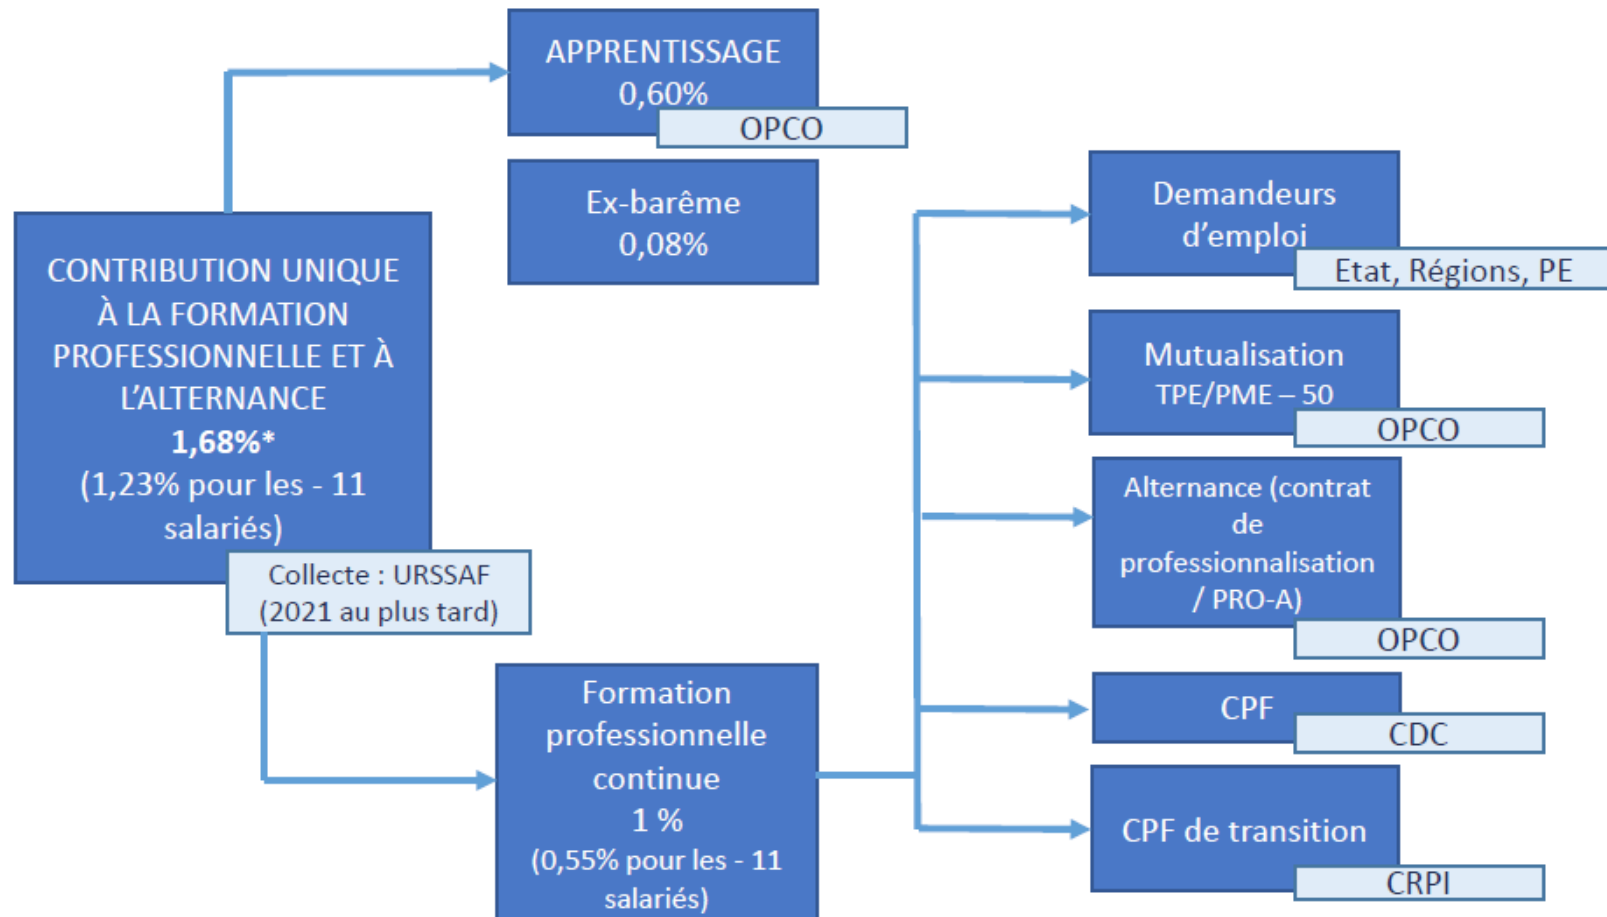 APPRENTISSAGE
0,60%
OPCO
Ex-barême
0,08%
CONTRIBUTION UNIQUE
À LA FORMATION
PROFESSIONNELLE ET À
L’ALTERNANCE
1,68%*
(1,23% pour les - 11
salariés)
Collecte : URSSAF
(2021 au plus tard)
Formation
professionnelle
continue
1 %
(0,55% pour les - 11
salariés)
Demandeurs
d’emploi
Etat, Régions, PE
Mutualisation
TPE/PME – 50
OPCO
Alternance (contrat
de
professionnalisation
/ PRO-A)
OPCO
CPF
CDC
CPF de transition
CRPI